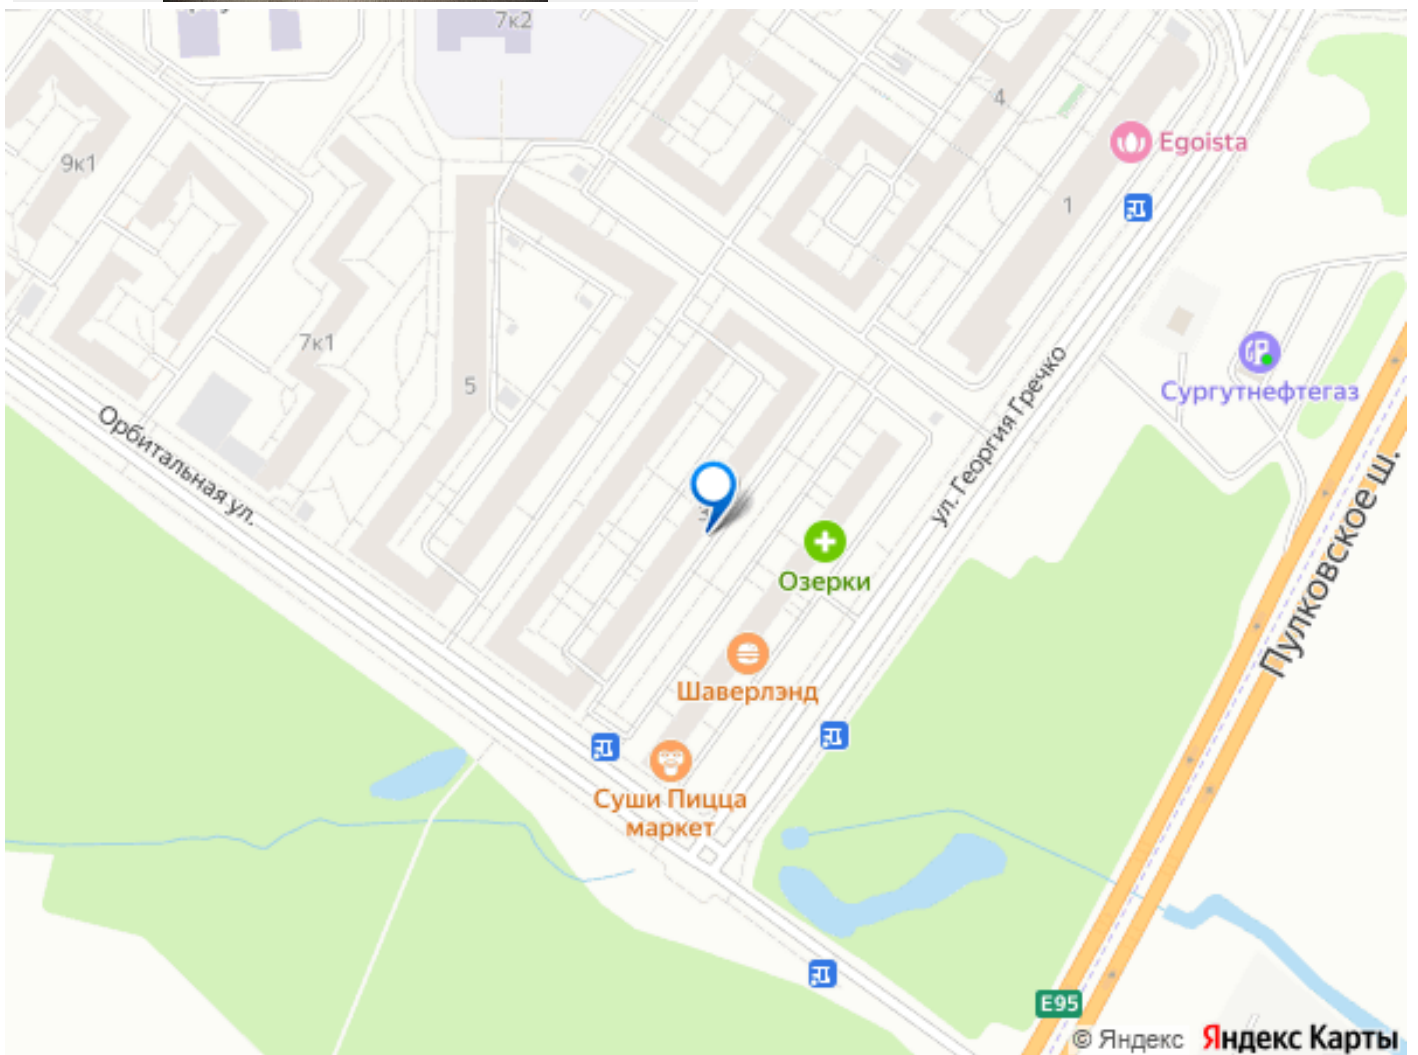 7к2
4
Egoista
9к1
1
7к1
Сургутнефтегаз
5
ул. Георгия Гречко
Орбитальная ул.
Пулковское ш.
3
Озерки
Шаверлэнд
Суши Пицца
маркет
E95
© Яндекс Яндекс Карты